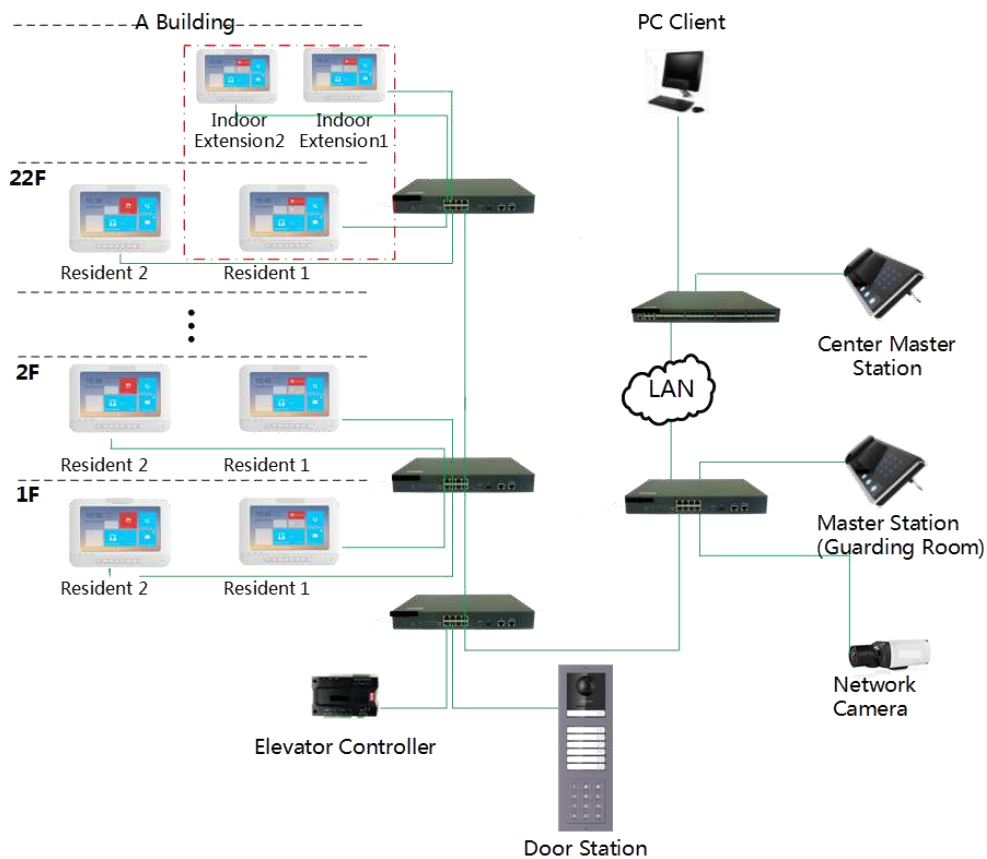 A Building
PC Client
Indoor
Extension2
Indoor
Extension1
22F
Resident 2
Resident 1
2F
Resident 2
Resident 1
1F
Resident 2
Resident 1
Center Master
Station
LAN
Master Station
(Guarding Room)
Network
Camera
Elevator Controller
Door Station